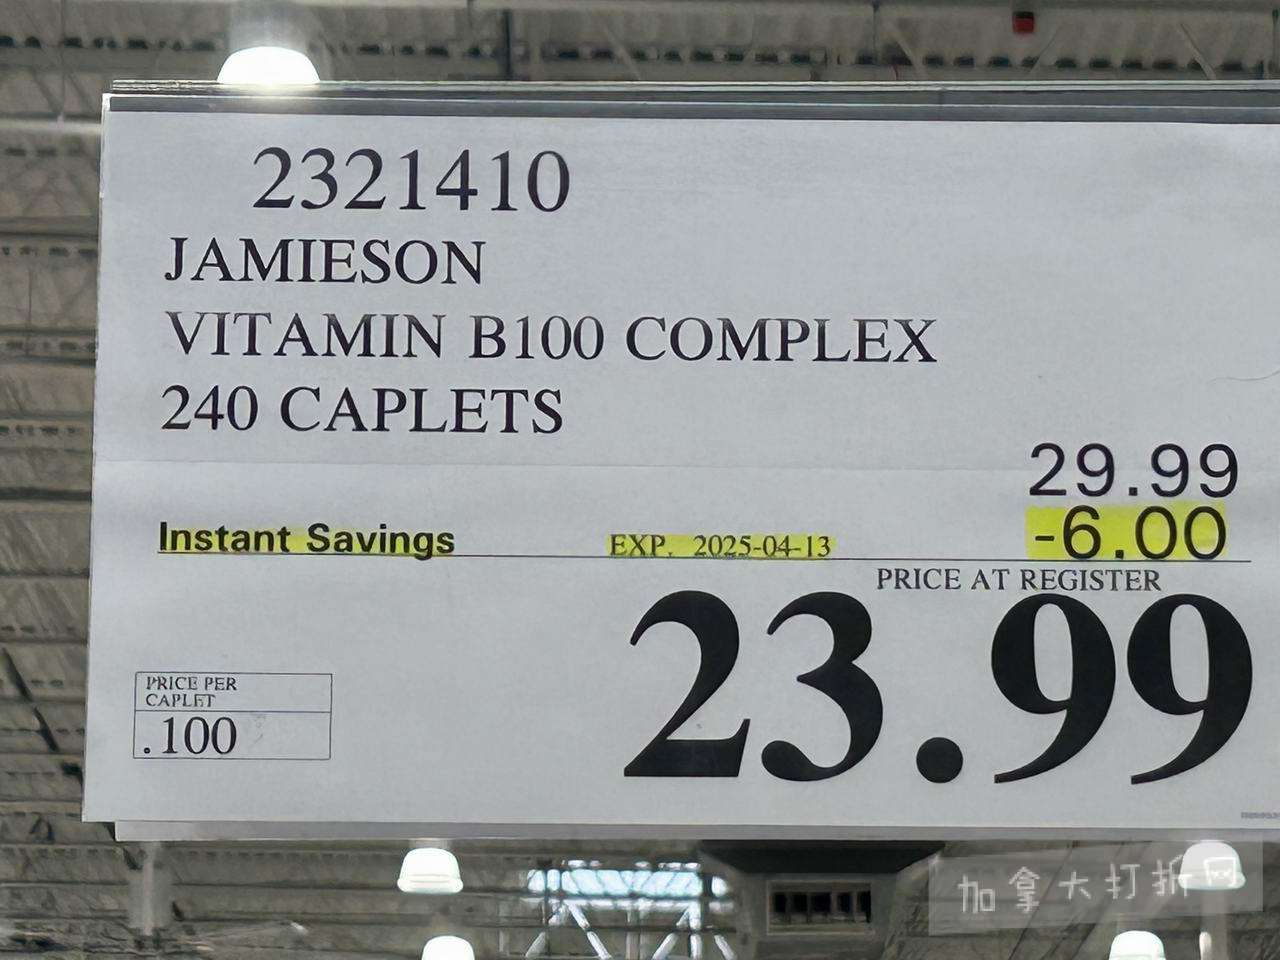 2321410
JAMIESON
VITAMIN B100 COMPLEX
240 CAPLETS
29.99
Instant Savings EXP. 2025-04-13 -6.00
PRICE AT REGISTER
23.99
PRICE PER
CAPLET
.100
加拿大打折网